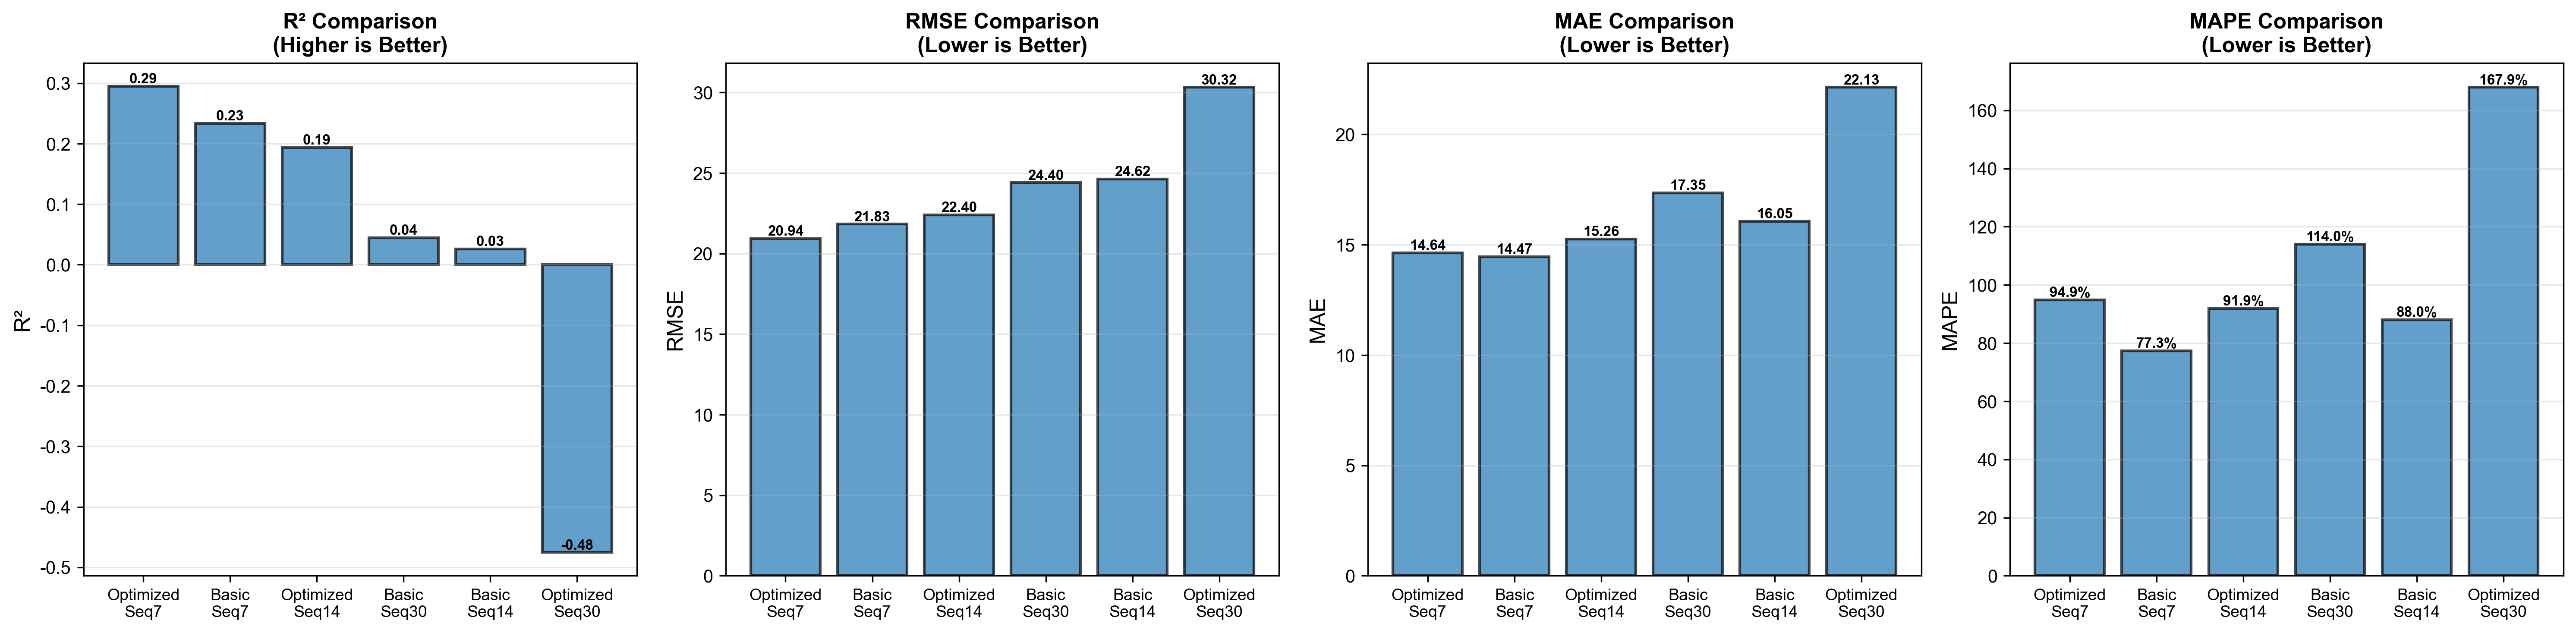 R² Comparison
(Higher is Better)
R²
0.3
0.2
0.1
0.0
-0.1
-0.2
-0.3
-0.4
-0.5
0.29
0.23
0.19
0.04
0.03
-0.48
Optimized
Seq7
Basic
Seq7
Optimized
Seq14
Basic
Seq30
Basic
Seq14
Optimized
Seq30
RMSE Comparison
(Lower is Better)
RMSE
30
25
20
15
10
5
0
20.94
21.83
22.40
24.40
24.62
30.32
Optimized
Seq7
Basic
Seq7
Optimized
Seq14
Basic
Seq30
Basic
Seq14
Optimized
Seq30
MAE Comparison
(Lower is Better)
MAE
20
15
10
5
0
14.64
14.47
15.26
17.35
16.05
22.13
Optimized
Seq7
Basic
Seq7
Optimized
Seq14
Basic
Seq30
Basic
Seq14
Optimized
Seq30
MAPE Comparison
(Lower is Better)
MAPE
160
140
120
100
80
60
40
20
0
94.9%
77.3%
91.9%
114.0%
88.0%
167.9%
Optimized
Seq7
Basic
Seq7
Optimized
Seq14
Basic
Seq30
Basic
Seq14
Optimized
Seq30